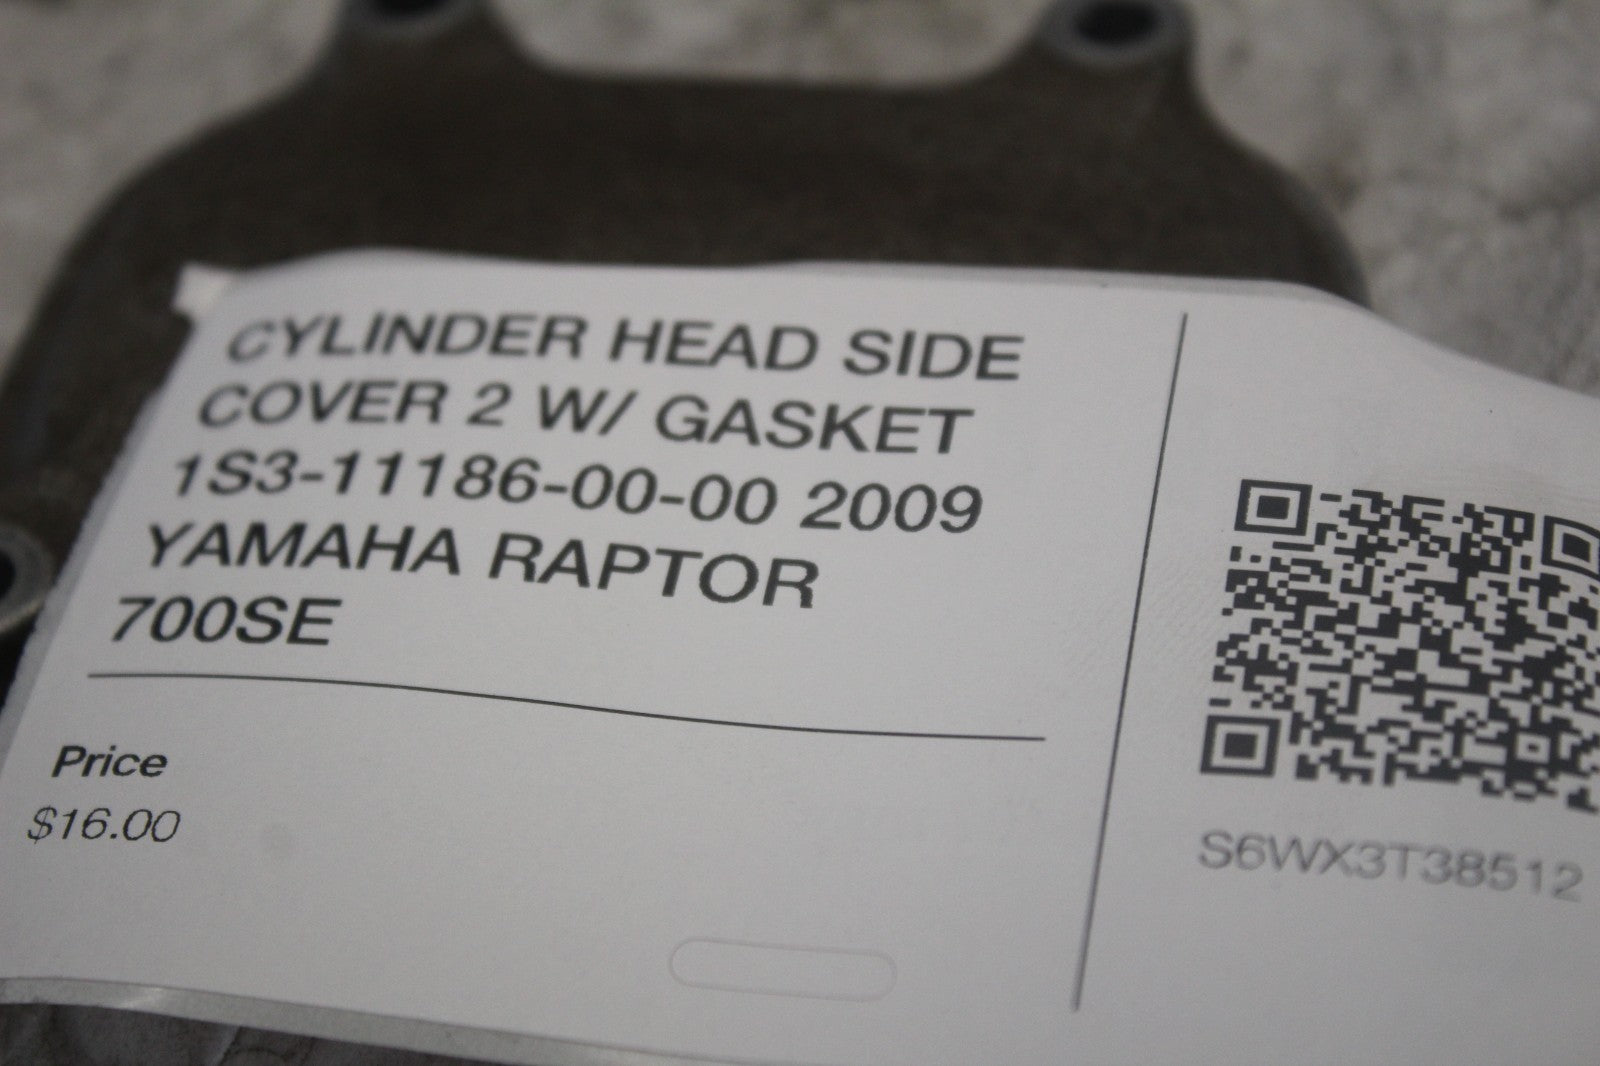 CYLINDER HEAD SIDE
COVER 2 W/ GASKET
1S3-11186-00-00 2009
YAMAHA RAPTOR
700SE
Price
$16.00
S6WX3T38512